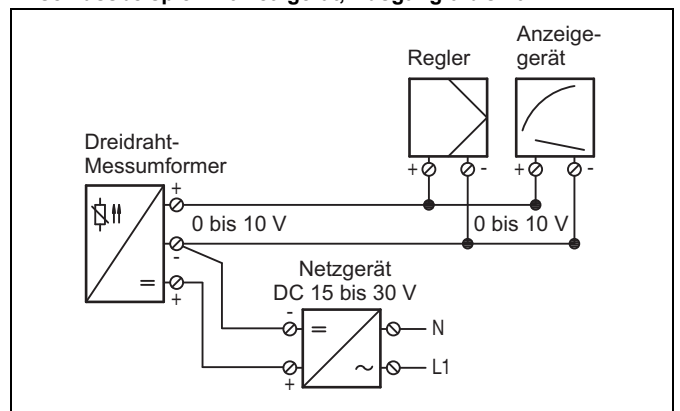 Anzeige-
gerät
Regler
Dreidraht-
Messumformer
+ - + -
+
0 bis 10 V 0 bis 10 V
-
=
+
Netzgerät
DC 15 bis 30 V
- = N
+ ~ L1